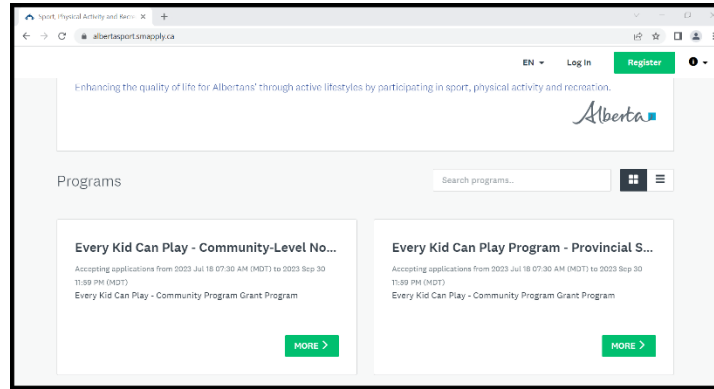 Sport, Physical Activity and Recre
albertasport.smapply.ca
EN Log In Register
Enhancing the quality of life for Albertans' through active lifestyles by participating in sport, physical activity and recreation.
Alberta
Programs
Search programs..
Every Kid Can Play - Community-Level No...
Accepting applications from 2023 Jul 18 07:30 AM (MDT) to 2023 Sep 30
11:59 PM (MDT)
Every Kid Can Play - Community Program Grant Program
MORE >
Every Kid Can Play Program - Provincial S...
Accepting applications from 2023 Jul 18 07:30 AM (MDT) to 2023 Sep 30
11:59 PM (MDT)
Every Kid Can Play - Community Program Grant Program
MORE >